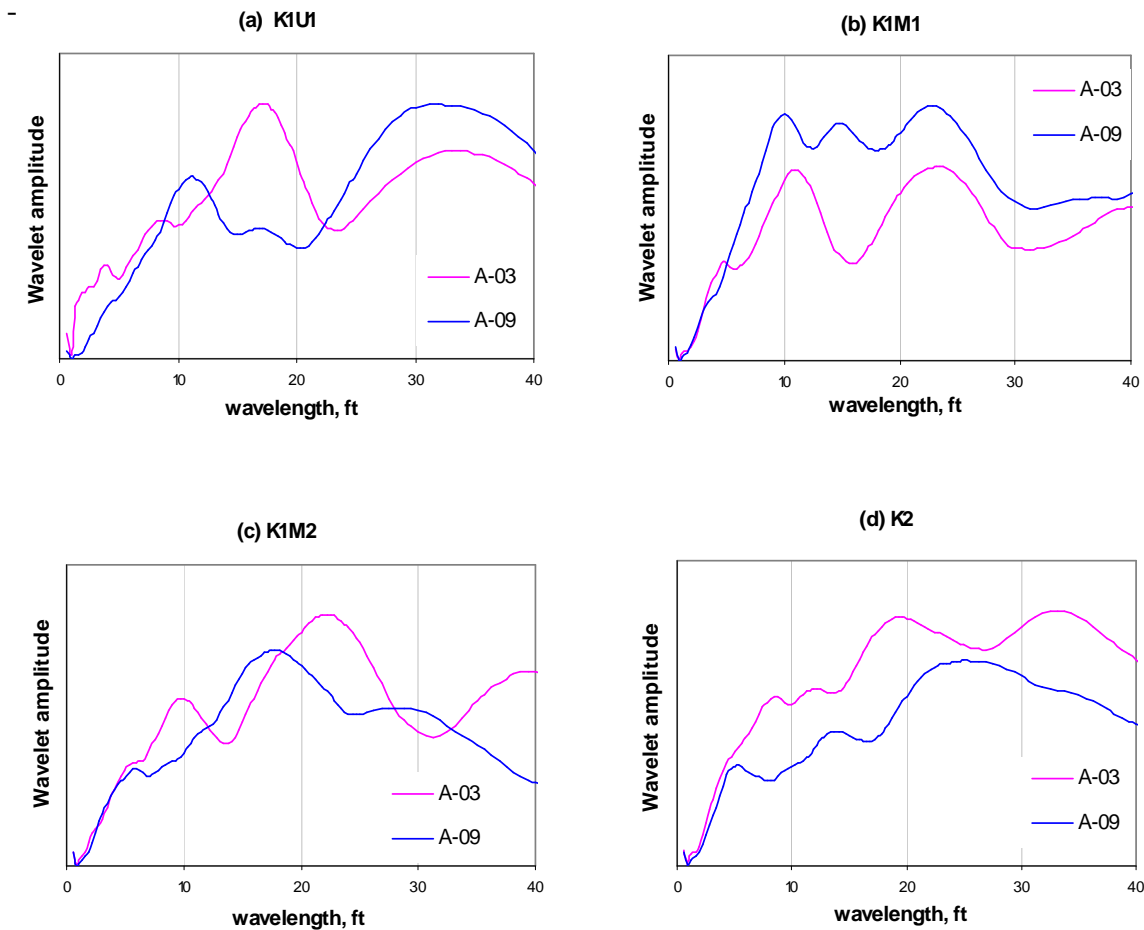 -
(a) K1U1
Wavelet amplitude
A-03
A-09
0 10 20 30 40
wavelength, ft
(b) K1M1
Wavelet amplitude
A-03
A-09
0 10 20 30 40
wavelength, ft
(c) K1M2
Wavelet amplitude
A-03
A-09
0 10 20 30 40
wavelength, ft
(d) K2
Wavelet amplitude
A-03
A-09
0 10 20 30 40
wavelength, ft